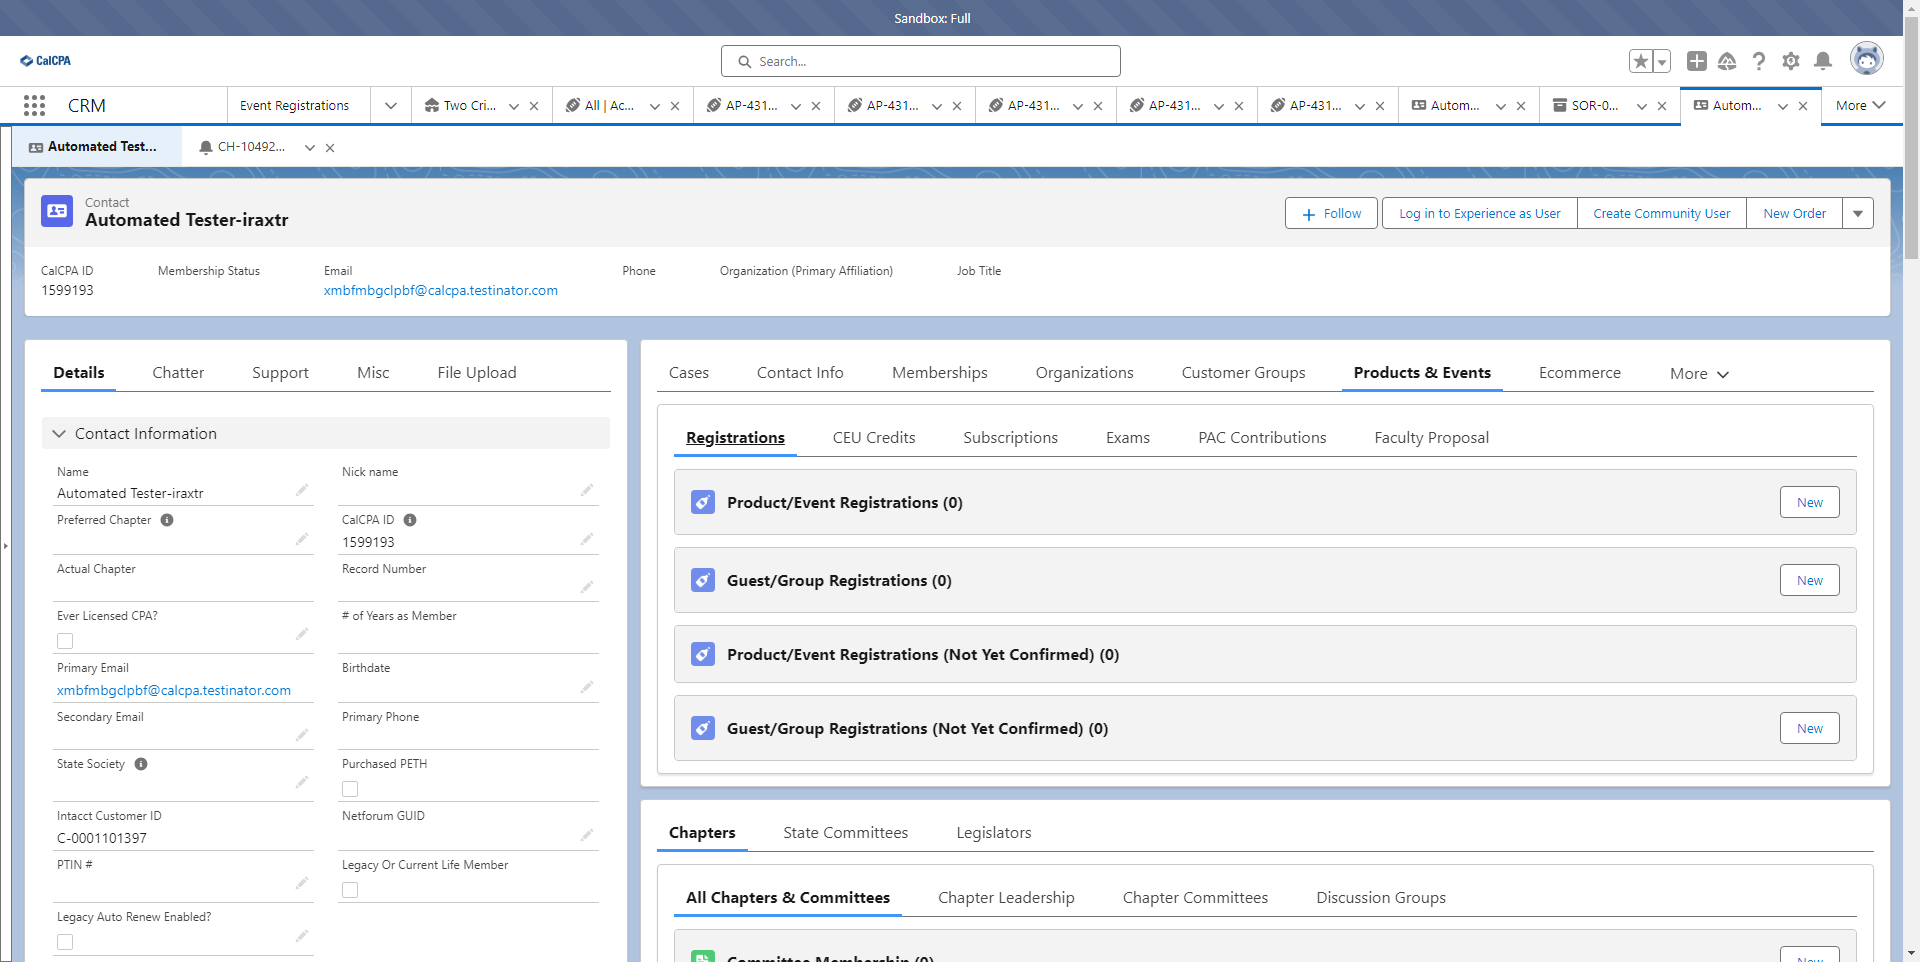 Sandbox: Full
CalCPA
Search...
CRM
Event Registrations
Two Cri...
All | Ac...
AP-431...
AP-431...
AP-431...
AP-431...
AP-431...
Autom...
SOR-0...
Autom...
More
Automated Test...
CH-10492...
Contact
Automated Tester-iraxtr
Follow
Log in to Experience as User
Create Community User
New Order
CalCPA ID
Membership Status
Email
Phone
Organization (Primary Affiliation)
Job Title
1599193
xmbfmbgclpbf@calcpa.testinator.com
Details
Chatter
Support
Misc
File Upload
Contact Information
Name
Automated Tester-iraxtr
Nick name
Preferred Chapter
CalCPA ID
1599193
Actual Chapter
Record Number
Ever Licensed CPA?
# of Years as Member
Primary Email
xmbfmbgclpbf@calcpa.testinator.com
Birthdate
Secondary Email
Primary Phone
State Society
Purchased PETH
Intacct Customer ID
C-0001101397
Netforum GUID
PTIN #
Legacy Or Current Life Member
Legacy Auto Renew Enabled?
Cases
Contact Info
Memberships
Organizations
Customer Groups
Products & Events
Ecommerce
More
Registrations
CEU Credits
Subscriptions
Exams
PAC Contributions
Faculty Proposal
Product/Event Registrations (0)
New
Guest/Group Registrations (0)
New
Product/Event Registrations (Not Yet Confirmed) (0)
Guest/Group Registrations (Not Yet Confirmed) (0)
New
Chapters
State Committees
Legislators
All Chapters & Committees
Chapter Leadership
Chapter Committees
Discussion Groups
Committee Membership (0)
New